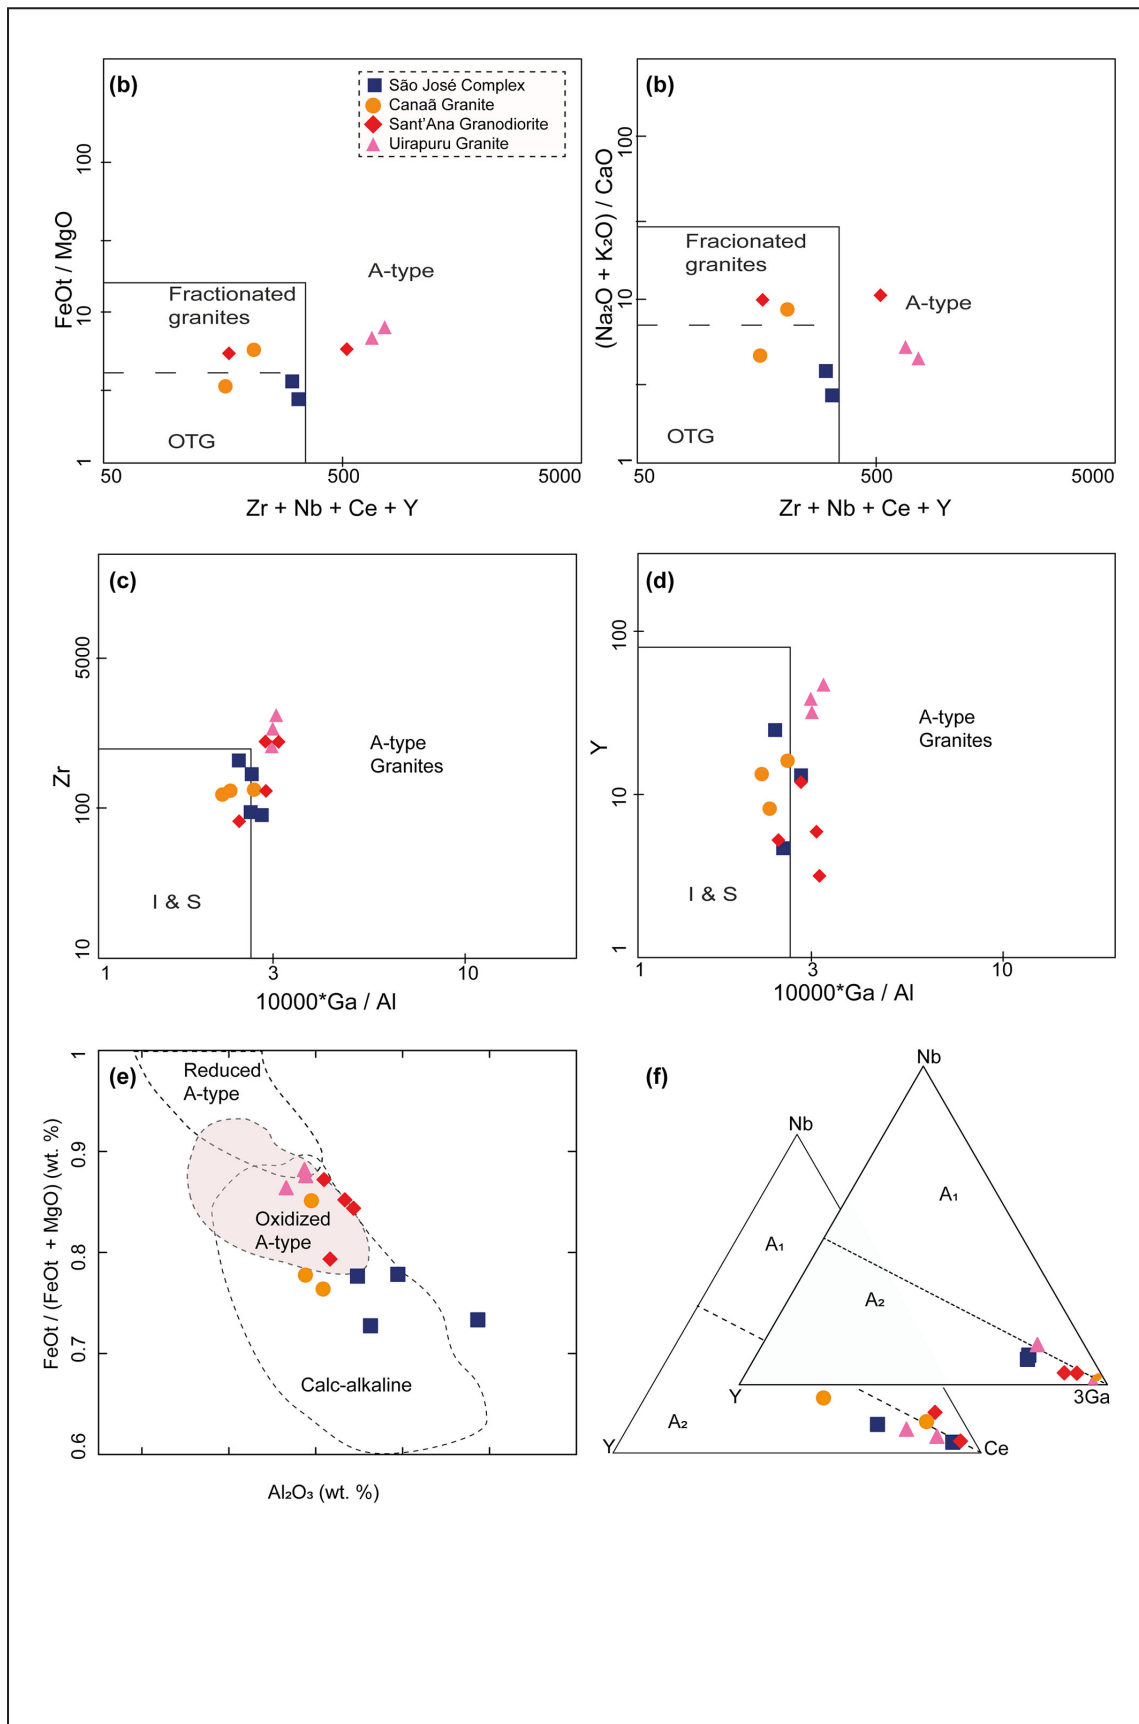 (b)
São José Complex
Canaã Granite
Sant'Ana Granodiorite
Uirapuru Granite
FeOt / MgO
100
10
1
A-type
Fractionated
granites
OTG
50
500
5000
Zr + Nb + Ce + Y
(b)
(Na₂O + K₂O) / CaO
100
10
1
Fracionated
granites
A-type
OTG
50
500
5000
Zr + Nb + Ce + Y
(c)
Zr
5000
100
10
A-type
Granites
I & S
1
3
10
10000*Ga / Al
(d)
Y
100
10
1
A-type
Granites
I & S
1
3
10
10000*Ga / Al
(e)
FeOt / (FeOt + MgO) (wt. %)
1
0.9
0.8
0.7
0.6
Reduced
A-type
Oxidized
A-type
Calc-alkaline
Al₂O₃ (wt. %)
(f)
Nb
Nb
A₁
A₁
A₂
Y
3Ga
A₂
Y
Ce